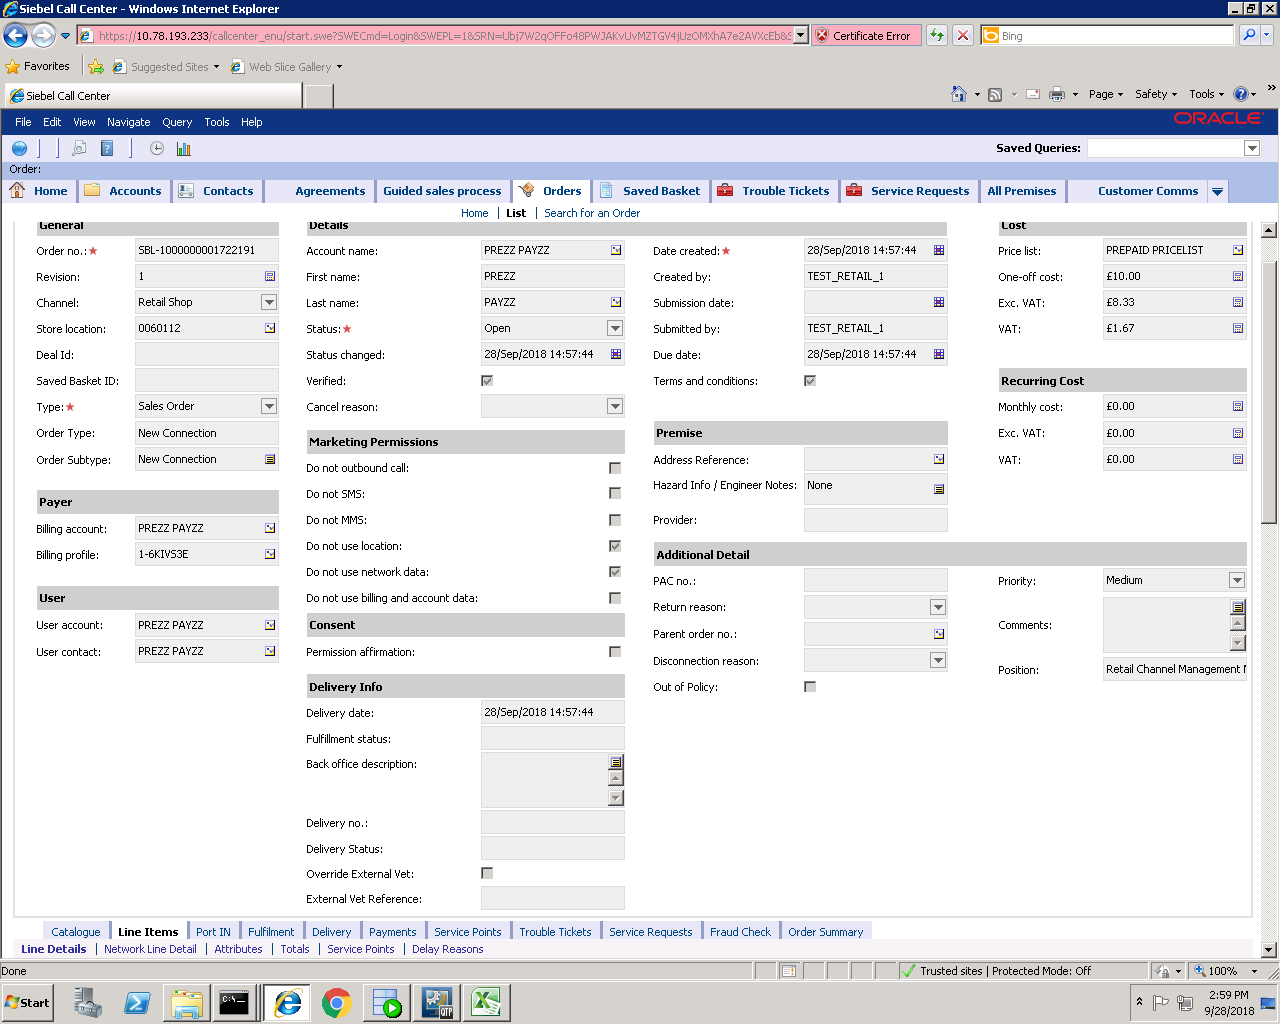 Siebel Call Center - Windows Internet Explorer
https://10.78.193.233/callcenter_enu/start.swe?SWECmd=Login&SWEPL=1&SRN=
Certificate Error
Bing
Favorites
Suggested Sites
Web Slice Gallery
Siebel Call Center
Page
Safety
Tools
»
File Edit View Navigate Query Tools Help
ORACLE
Saved Queries:
Order:
Home Accounts Contacts Agreements Guided sales process Orders Saved Basket Trouble Tickets Service Requests All Premises Customer Comms
Home | List | Search for an Order
General
Order no.:★ SBL-1000000001722191
Revision: 1
Channel: Retail Shop
Store location: 0060112
Deal Id:
Saved Basket ID:
Type:★ Sales Order
Order Type: New Connection
Order Subtype: New Connection
Payer
Billing account: PREZZ PAYZZ
Billing profile: 1-6KIVS3E
User
User account: PREZZ PAYZZ
User contact: PREZZ PAYZZ
Details
Account name: PREZZ PAYZZ
First name: PREZZ
Last name: PAYZZ
Status:★ Open
Status changed: 28/Sep/2018 14:57:44
Verified:
Cancel reason:
Marketing Permissions
Do not outbound call:
Do not SMS:
Do not MMS:
Do not use location:
Do not use network data:
Do not use billing and account data:
Consent
Permission affirmation:
Delivery Info
Delivery date: 28/Sep/2018 14:57:44
Fulfillment status:
Back office description:
Delivery no.:
Delivery Status:
Override External Vet:
External Vet Reference:
Date created:★ 28/Sep/2018 14:57:44
Created by: TEST_RETAIL_1
Submission date:
Submitted by: TEST_RETAIL_1
Due date: 28/Sep/2018 14:57:44
Terms and conditions:
Premise
Address Reference:
Hazard Info / Engineer Notes: None
Provider:
Additional Detail
PAC no.:
Return reason:
Parent order no.:
Disconnection reason:
Out of Policy:
Cost
Price list: PREPAID PRICELIST
One-off cost: £10.00
Exc. VAT: £8.33
VAT: £1.67
Recurring Cost
Monthly cost: £0.00
Exc. VAT: £0.00
VAT: £0.00
Priority: Medium
Comments:
Position: Retail Channel Management
Catalogue Line Items Port IN Fulfilment Delivery Payments Service Points Trouble Tickets Service Requests Fraud Check Order Summary
Line Details | Network Line Detail | Attributes | Totals | Service Points | Delay Reasons
Done
Trusted sites | Protected Mode: Off
100%
Start
C:\
QTP
2:59 PM
9/28/2018